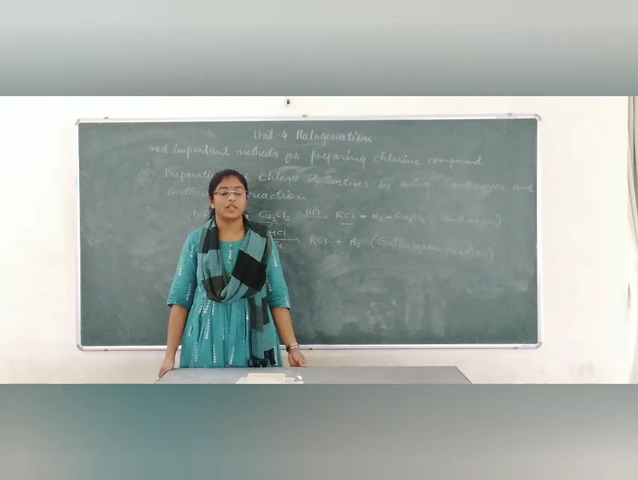 Unit-4 Halogenation
and important methods for preparing chlorine compound
5) Preparation chloro derivatives by using Sandmeyer and
reaction
Cu₂Cl₂ HCl RCl + N₂ + Cu₂Cl₂ (Sandmeyer)
HCl RCl + N₂ (Gattermann reaction)